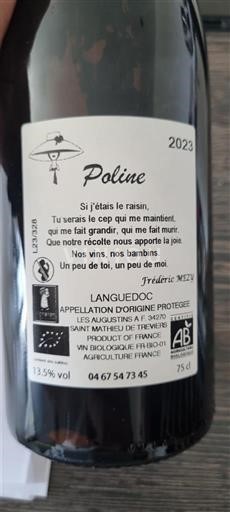 2023
Poline
Si j'étais le raisin,
Tu serais le cep qui me maintient,
qui me fait grandir, qui me fait murir.
Que notre récolte nous apporte la joie.
Nos vins, nos bambins.
Un peu de toi, un peu de moi.
Frédéric MEZY
L23/328
LANGUEDOC
APPELLATION D'ORIGINE PROTEGÉE
LES AUGUSTINS A F. 34270
SAINT MATHIEU DE TREVIERS
PRODUCT OF FRANCE
VIN BIOLOGIQUE FR-BIO-01
AGRICULTURE FRANCE
AB
AGRICULTURE
BIOLOGIQUE
13.5% vol
04 67 54 73 45
75 cl